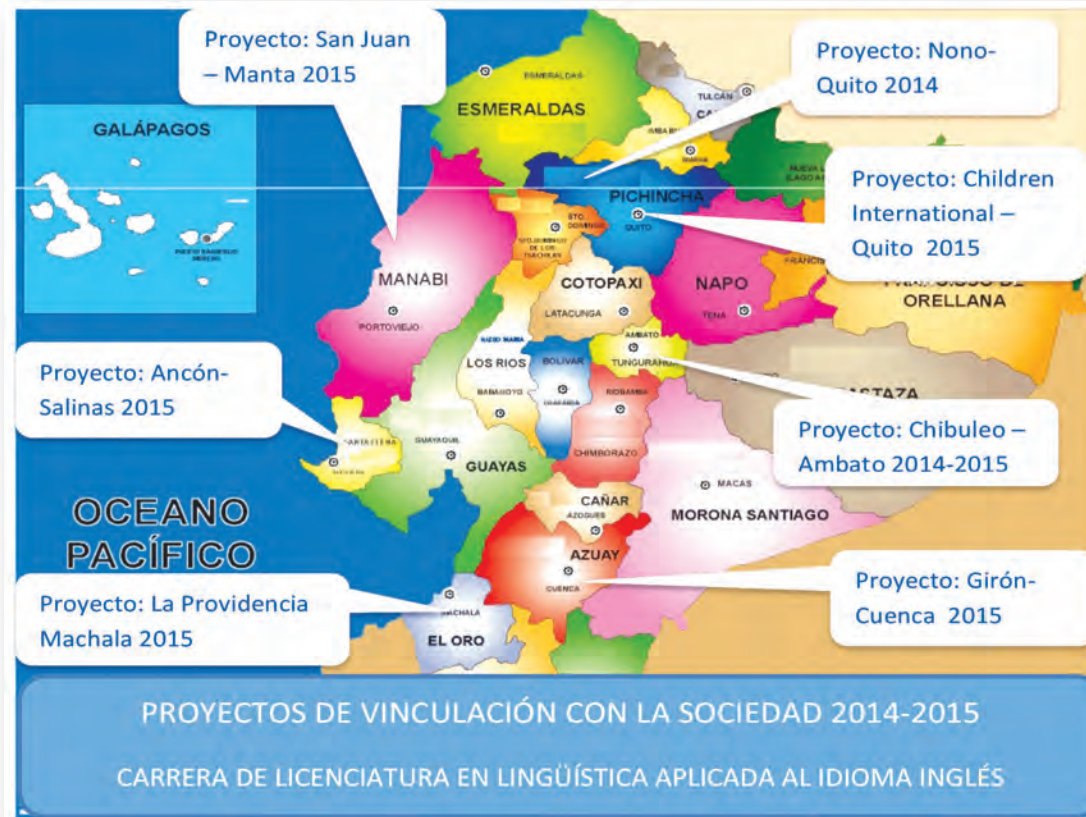 Proyecto: San Juan
– Manta 2015
Proyecto: Nono-
Quito 2014
ESMERALDAS
ESMERALDAS
TULCÁN
GALÁPAGOS
Proyecto: Children
International –
Quito 2015
PICHINCHA
QUITO
STO.
DOMINGO
MANABI
PORTOVIEJO
COTOPAXI
LATACUNGA
NAPO
TENA
ORELLANA
AMBATO
LOS RIOS
BABAHOYO
BOLIVAR
RIOBAMBA
CHIMBORAZO
Proyecto: Ancón-
Salinas 2015
GUAYAQUIL
GUAYAS
Proyecto: Chibuleo –
Ambato 2014-2015
MACAS
MORONA SANTIAGO
CAÑAR
AZOGUES
AZUAY
CUENCA
OCEANO
PACÍFICO
Proyecto: La Providencia
Machala 2015
EL ORO
Proyecto: Girón-
Cuenca 2015
PROYECTOS DE VINCULACIÓN CON LA SOCIEDAD 2014-2015
CARRERA DE LICENCIATURA EN LINGÜÍSTICA APLICADA AL IDIOMA INGLÉS